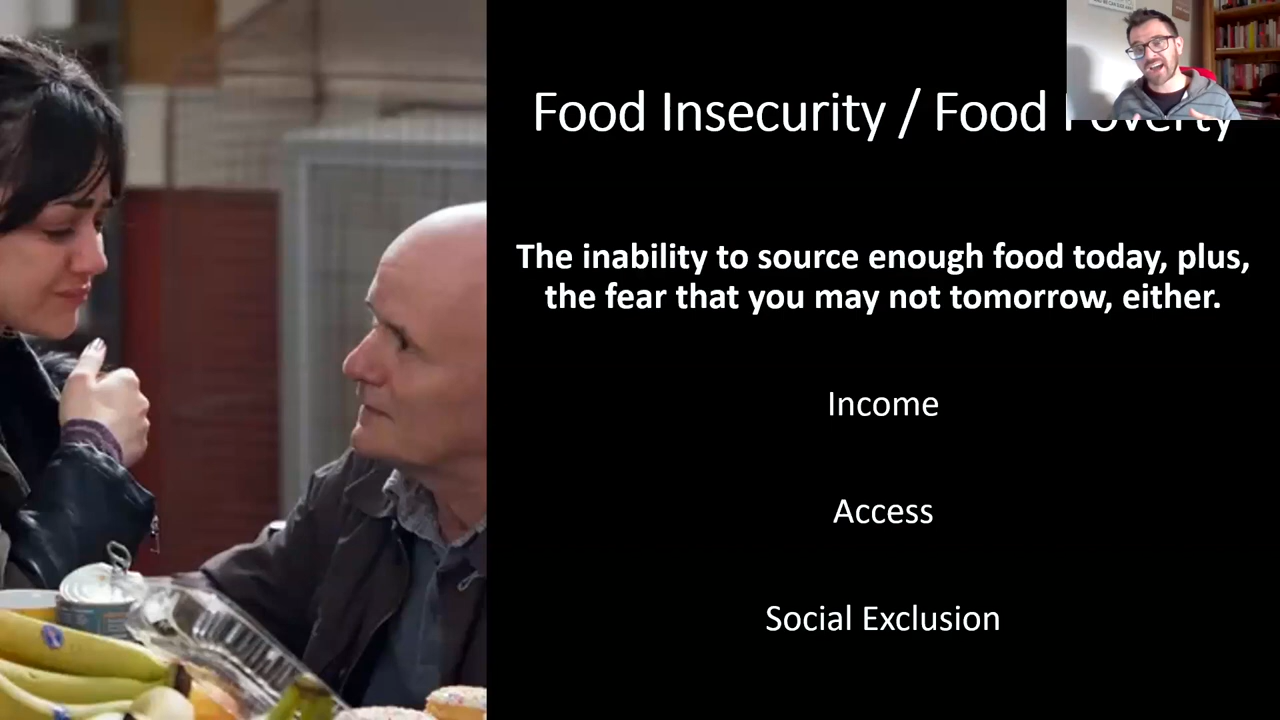 Food Insecurity / Food Poverty
The inability to source enough food today, plus,
the fear that you may not tomorrow, either.
Income
Access
Social Exclusion